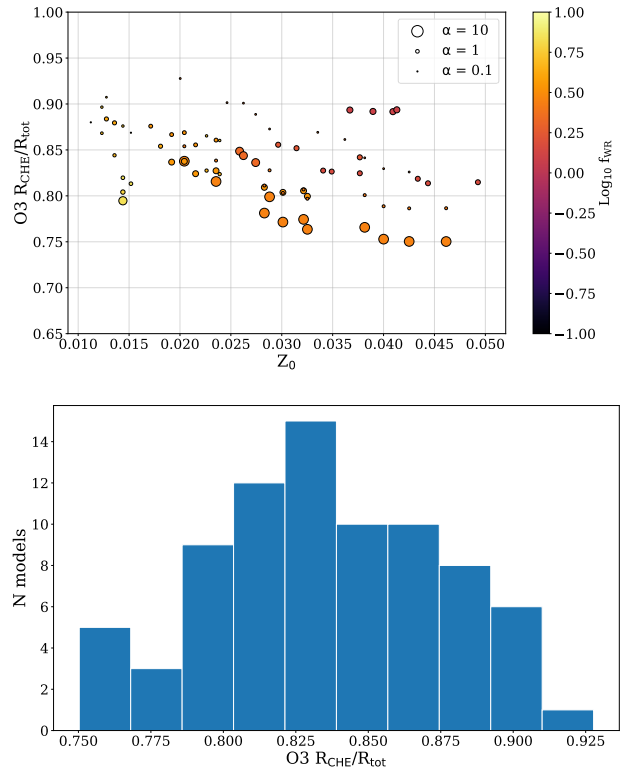 1.00
0.95
0.90
0.85
0.80
0.75
0.70
0.65
O3 R_CHE/R_tot
0.010 0.015 0.020 0.025 0.030 0.035 0.040 0.045 0.050
Z_0
α = 10
α = 1
α = 0.1
1.00
0.75
0.50
0.25
0.00
−0.25
−0.50
−0.75
−1.00
Log_10 f_WR
14
12
10
8
6
4
2
0
N models
0.750 0.775 0.800 0.825 0.850 0.875 0.900 0.925
O3 R_CHE/R_tot